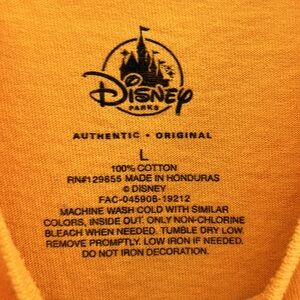 Disney
PARKS
AUTHENTIC • ORIGINAL
L
100% COTTON
RN#129855 MADE IN HONDURAS
© DISNEY
FAC-045908-19212
MACHINE WASH COLD WITH SIMILAR
COLORS, INSIDE OUT. ONLY NON-CHLORINE
BLEACH WHEN NEEDED. TUMBLE DRY LOW.
REMOVE PROMPTLY. LOW IRON IF NEEDED.
DO NOT IRON DECORATION.